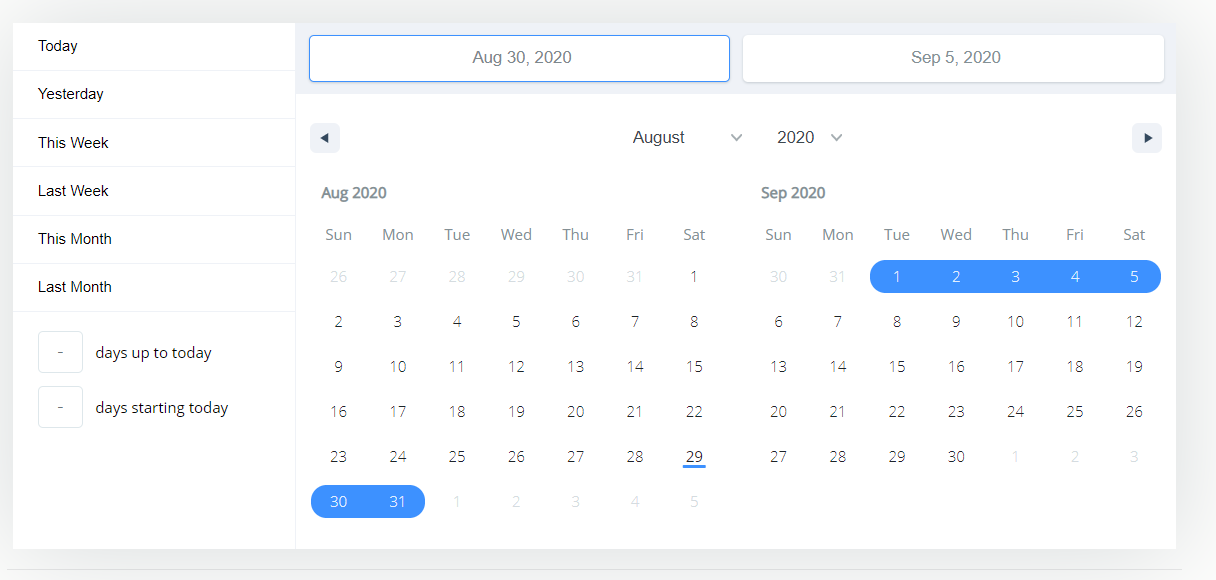 Today
Yesterday
This Week
Last Week
This Month
Last Month
- days up to today
- days starting today
Aug 30, 2020 Sep 5, 2020
August 2020
Aug 2020
Sun Mon Tue Wed Thu Fri Sat
26 27 28 29 30 31 1
2 3 4 5 6 7 8
9 10 11 12 13 14 15
16 17 18 19 20 21 22
23 24 25 26 27 28 29
30 31 1 2 3 4 5
Sep 2020
Sun Mon Tue Wed Thu Fri Sat
30 31 1 2 3 4 5
6 7 8 9 10 11 12
13 14 15 16 17 18 19
20 21 22 23 24 25 26
27 28 29 30 1 2 3